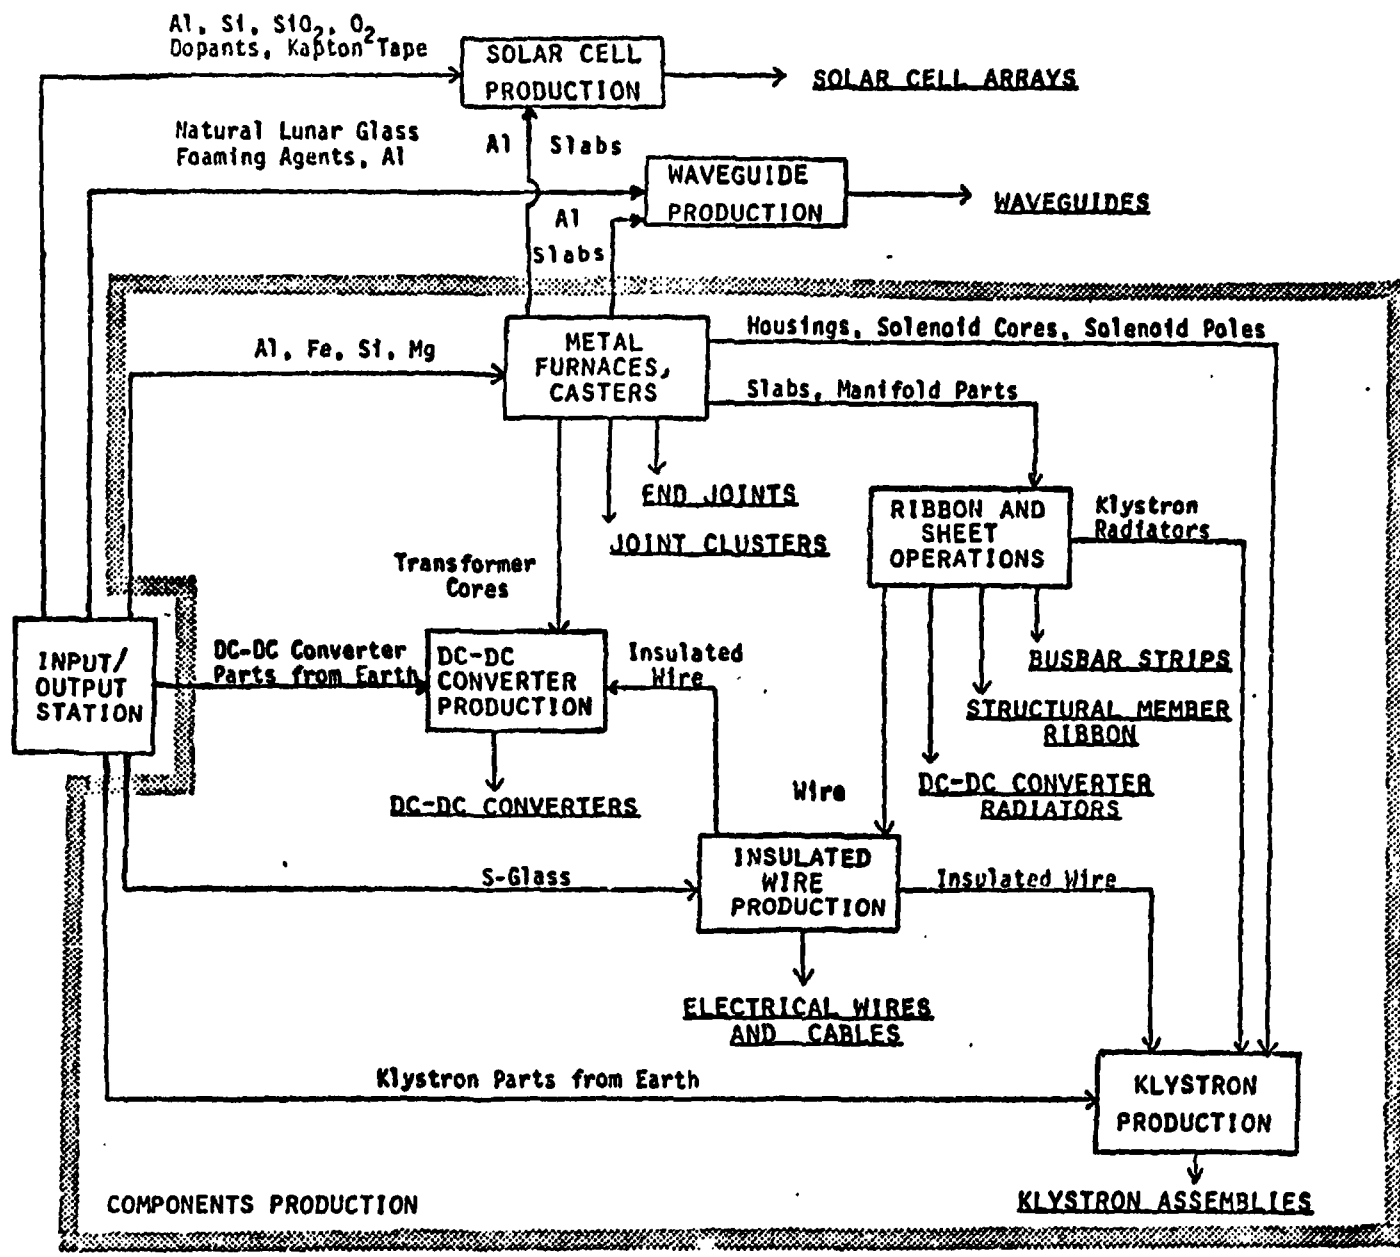 Al, Si, SiO2, O2
Dopants, Kapton Tape
SOLAR CELL
PRODUCTION
SOLAR CELL ARRAYS
Natural Lunar Glass
Foaming Agents, Al
Al Slabs
WAVEGUIDE
PRODUCTION
WAVEGUIDES
Al
Slabs
Al, Fe, Si, Mg
METAL
FURNACES,
CASTERS
Housings, Solenoid Cores, Solenoid Poles
Slabs, Manifold Parts
END JOINTS
JOINT CLUSTERS
RIBBON AND
SHEET
OPERATIONS
Klystron
Radiators
Transformer
Cores
INPUT/
OUTPUT
STATION
DC-DC Converter
Parts from Earth
DC-DC
CONVERTER
PRODUCTION
Insulated
Wire
BUSBAR STRIPS
STRUCTURAL MEMBER
RIBBON
DC-DC CONVERTER
RADIATORS
DC-DC CONVERTERS
Wire
S-Glass
INSULATED
WIRE
PRODUCTION
Insulated Wire
ELECTRICAL WIRES
AND CABLES
Klystron Parts from Earth
KLYSTRON
PRODUCTION
KLYSTRON ASSEMBLIES
COMPONENTS PRODUCTION